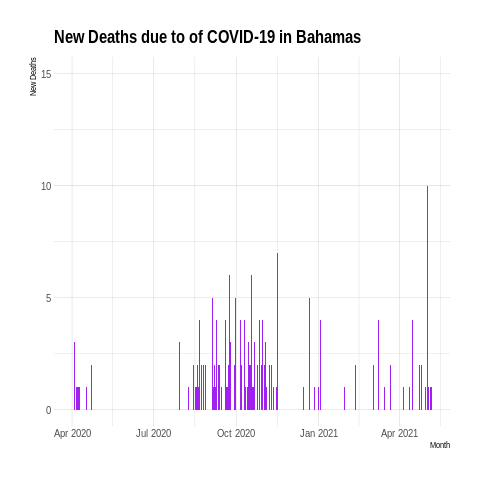 New Deaths due to of COVID-19 in Bahamas
New Deaths
15
10
5
0
Apr 2020 Jul 2020 Oct 2020 Jan 2021 Apr 2021
Month